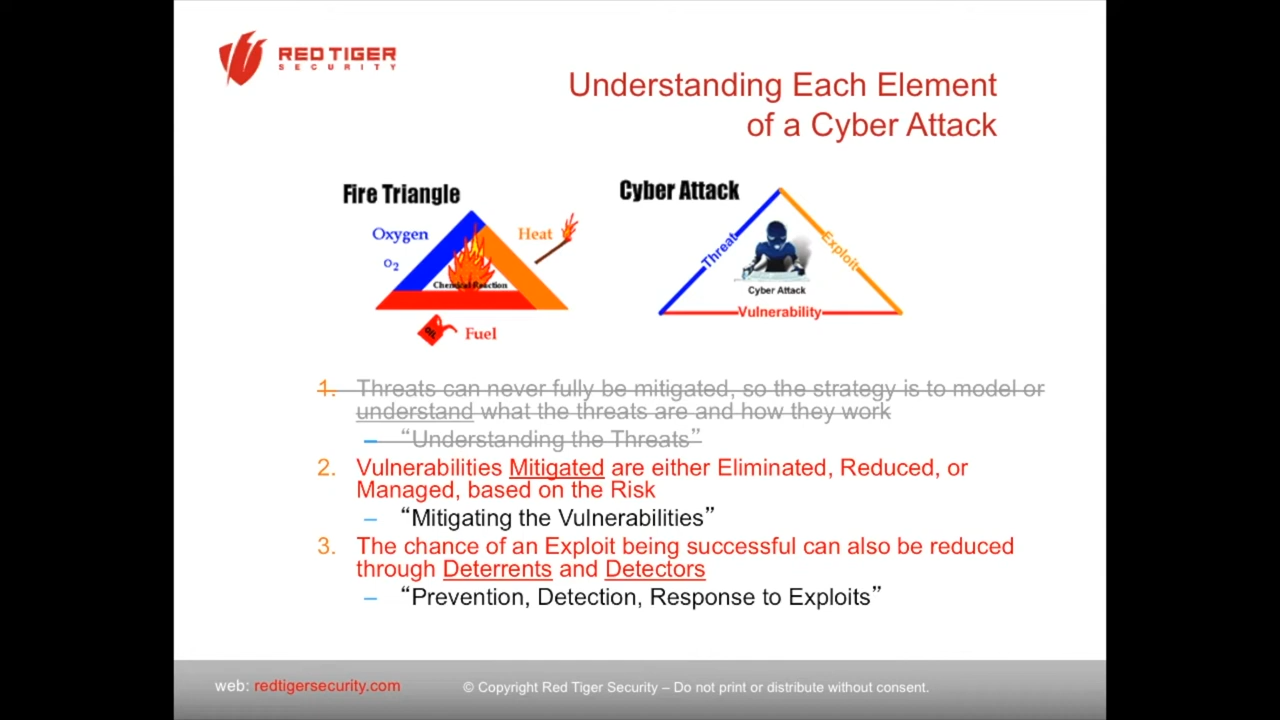 RED TIGER
SECURITY
Understanding Each Element
of a Cyber Attack
Fire Triangle
Oxygen
O2
Heat
Chemical Reaction
OIL
Fuel
Cyber Attack
Threat
Exploit
Cyber Attack
Vulnerability
1. Threats can never fully be mitigated, so the strategy is to model or
understand what the threats are and how they work
– “Understanding the Threats”
2. Vulnerabilities Mitigated are either Eliminated, Reduced, or
Managed, based on the Risk
– “Mitigating the Vulnerabilities”
3. The chance of an Exploit being successful can also be reduced
through Deterrents and Detectors
– “Prevention, Detection, Response to Exploits”
web: redtigersecurity.com
© Copyright Red Tiger Security – Do not print or distribute without consent.